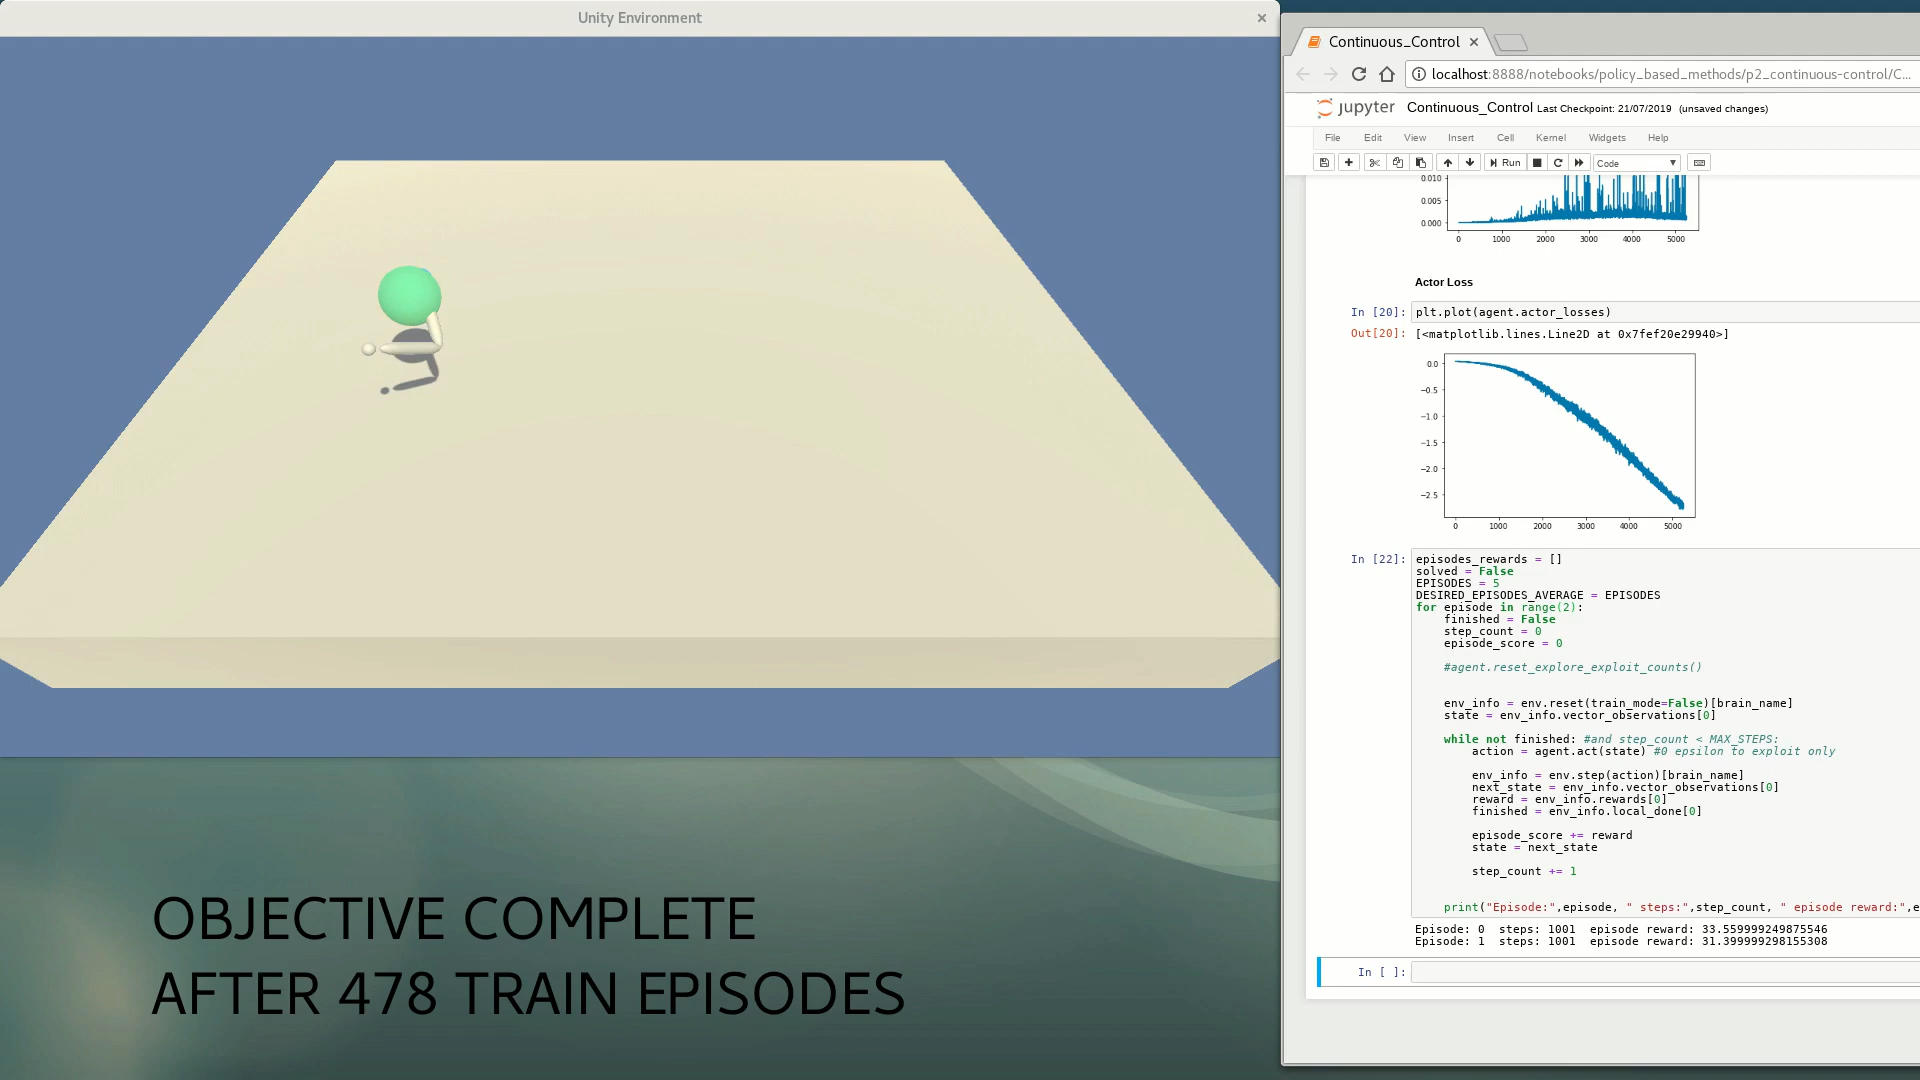 Unity Environment
OBJECTIVE COMPLETE
AFTER 478 TRAIN EPISODES
Continuous_Control
localhost:8888/notebooks/policy_based_methods/p2_continuous-control/C...
jupyter Continuous_Control Last Checkpoint: 21/07/2019 (unsaved changes)
File Edit View Insert Cell Kernel Widgets Help
Run Code
0.010
0.005
0.000
0 1000 2000 3000 4000 5000
Actor Loss
In [20]: plt.plot(agent.actor_losses)
Out[20]: [<matplotlib.lines.Line2D at 0x7fef20e29940>]
0.0
−0.5
−1.0
−1.5
−2.0
−2.5
0 1000 2000 3000 4000 5000
In [22]: episodes_rewards = []
solved = False
EPISODES = 5
DESIRED_EPISODES_AVERAGE = EPISODES
for episode in range(2):
finished = False
step_count = 0
episode_score = 0
#agent.reset_explore_exploit_counts()
env_info = env.reset(train_mode=False)[brain_name]
state = env_info.vector_observations[0]
while not finished: #and step_count < MAX_STEPS:
action = agent.act(state) #0 epsilon to exploit only
env_info = env.step(action)[brain_name]
next_state = env_info.vector_observations[0]
reward = env_info.rewards[0]
finished = env_info.local_done[0]
episode_score += reward
state = next_state
step_count += 1
print("Episode:",episode, " steps:",step_count, " episode reward:",e
Episode: 0 steps: 1001 episode reward: 33.559999249875546
Episode: 1 steps: 1001 episode reward: 31.399999298155308
In [ ]: